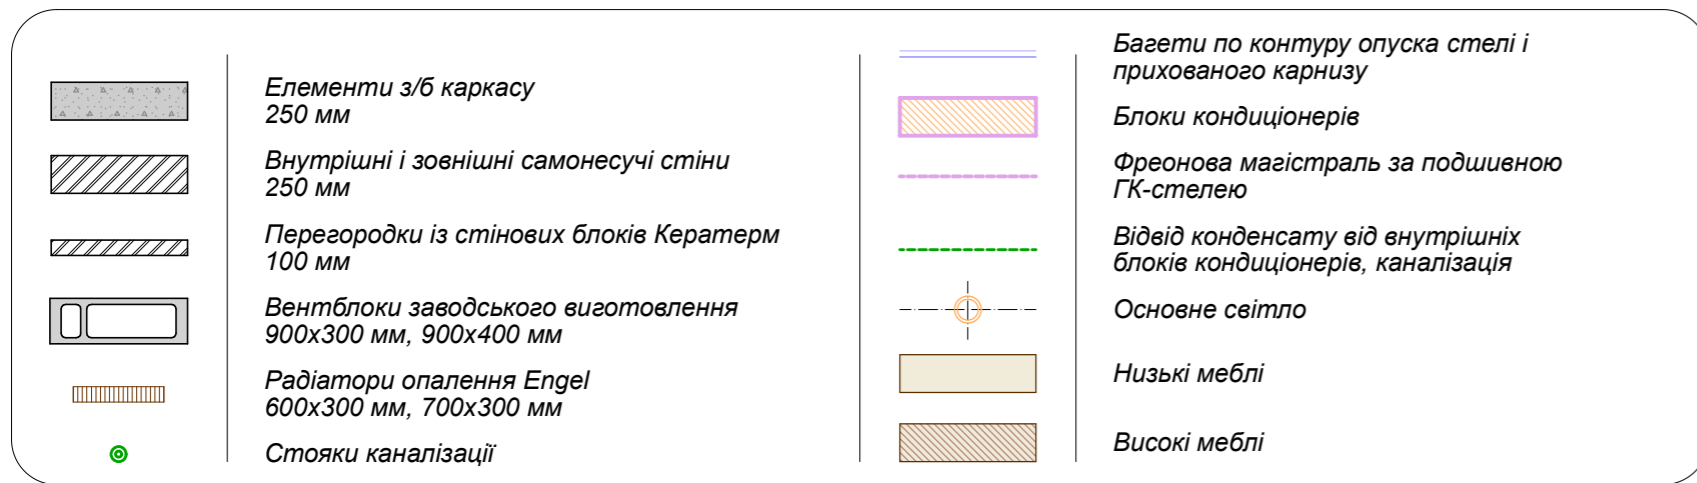 Елементи з/б каркасу
250 мм
Внутрішні і зовнішні самонесучі стіни
250 мм
Перегородки із стінових блоків Кератерм
100 мм
Вентблоки заводського виготовлення
900х300 мм, 900х400 мм
Радіатори опалення Engel
600х300 мм, 700х300 мм
Стояки каналізації
Багети по контуру опуска стелі і
прихованого карнизу
Блоки кондиціонерів
Фреонова магістраль за подшивною
ГК-стелею
Відвід конденсату від внутрішніх
блоків кондиціонерів, каналізація
Основне світло
Низькі меблі
Високі меблі